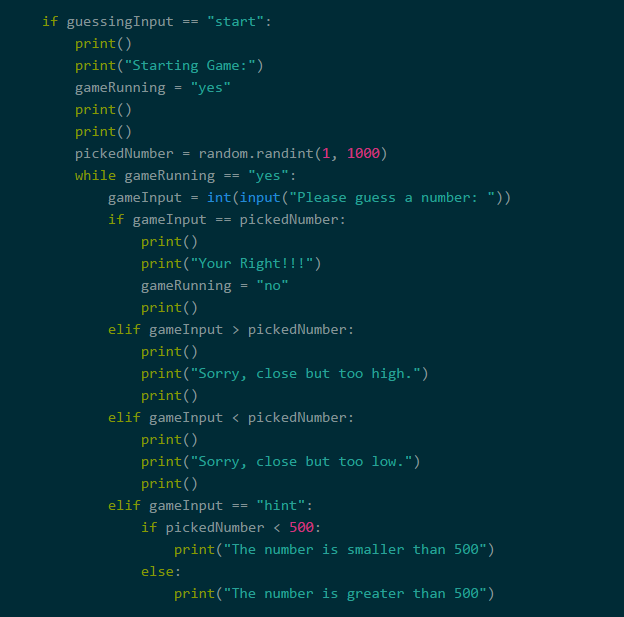 if guessingInput == "start":
    print()
    print("Starting Game:")
    gameRunning = "yes"
    print()
    print()
    pickedNumber = random.randint(1, 1000)
    while gameRunning == "yes":
        gameInput = int(input("Please guess a number: "))
        if gameInput == pickedNumber:
            print()
            print("Your Right!!!")
            gameRunning = "no"
            print()
        elif gameInput > pickedNumber:
            print()
            print("Sorry, close but too high.")
            print()
        elif gameInput < pickedNumber:
            print()
            print("Sorry, close but too low.")
            print()
        elif gameInput == "hint":
            if pickedNumber < 500:
                print("The number is smaller than 500")
            else:
                print("The number is greater than 500")